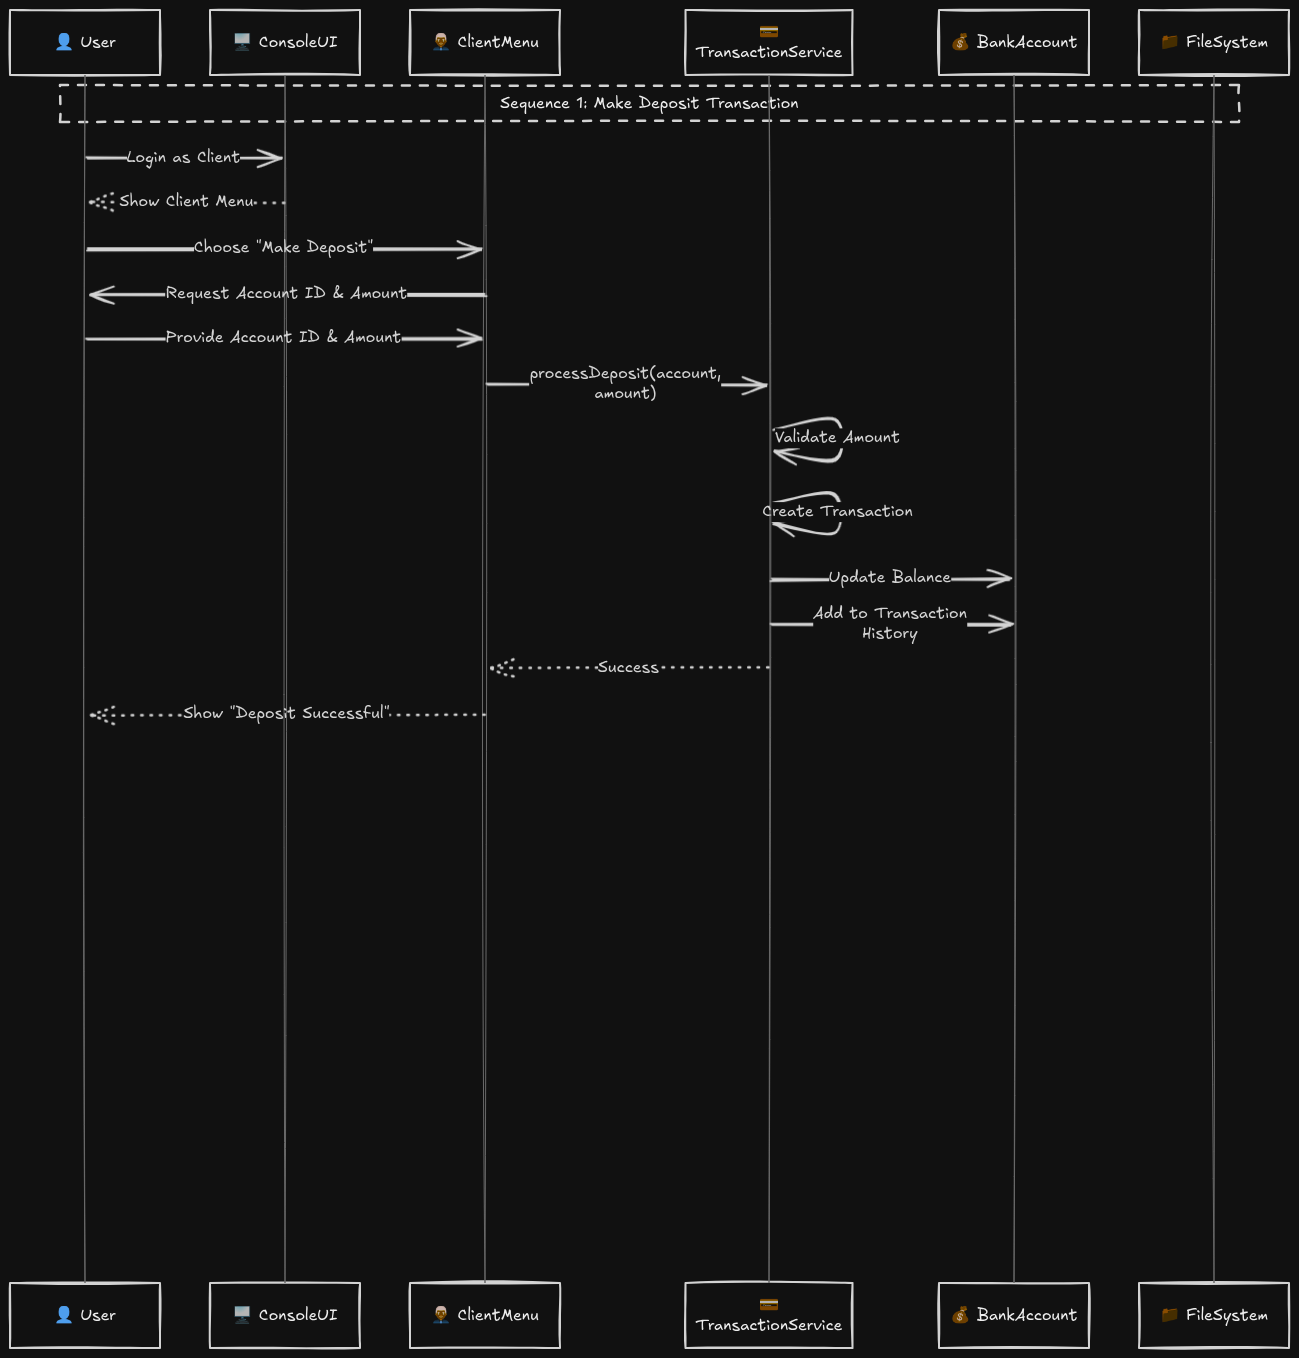 👤 User
🖥️ ConsoleUI
👨‍💼 ClientMenu
💳
TransactionService
💰 BankAccount
📁 FileSystem
Sequence 1: Make Deposit Transaction
Login as Client
Show Client Menu
Choose "Make Deposit"
Request Account ID & Amount
Provide Account ID & Amount
processDeposit(account,
amount)
Validate Amount
Create Transaction
Update Balance
Add to Transaction
History
Success
Show "Deposit Successful"
👤 User
🖥️ ConsoleUI
👨‍💼 ClientMenu
💳
TransactionService
💰 BankAccount
📁 FileSystem